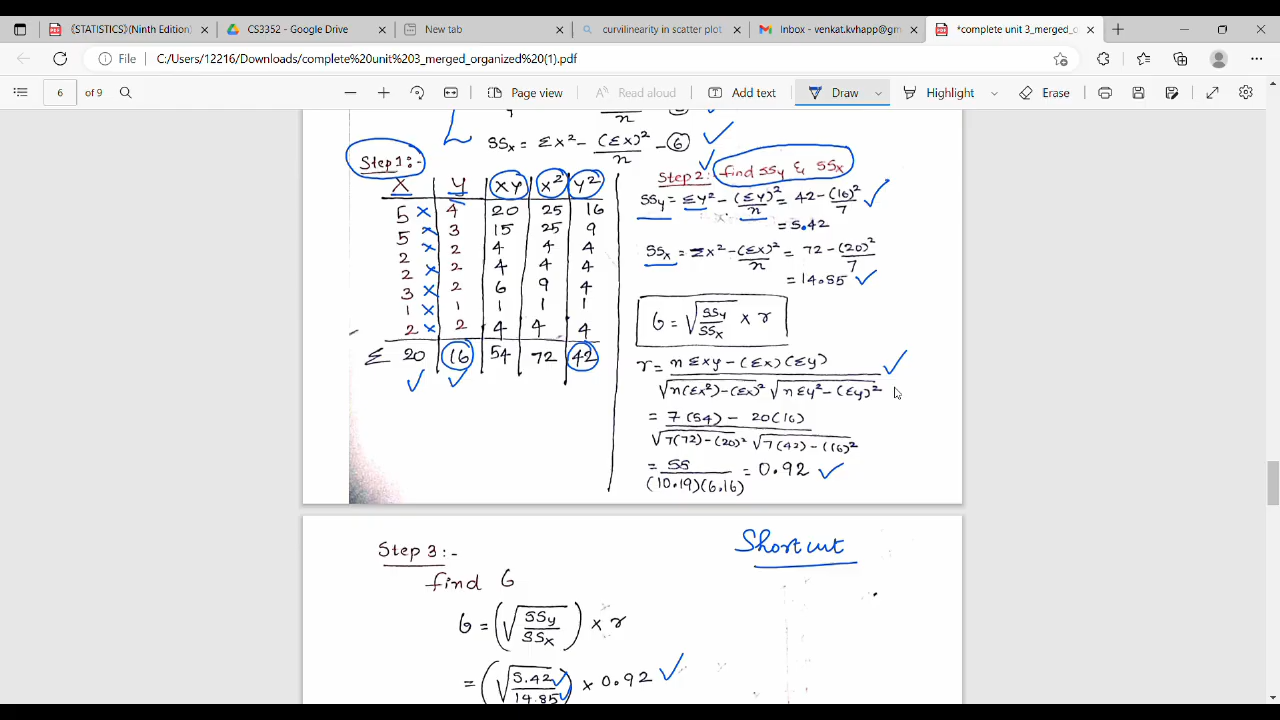 《STATISTICS》(Ninth Edition)
CS3352 - Google Drive
New tab
curvilinearity in scatter plot
Inbox - venkat.kvhapp@gm
*complete unit 3_merged_o
File
C:/Users/12216/Downloads/complete%20unit%203_merged_organized%20(1).pdf
6 of 9
Page view
Read aloud
Add text
Draw
Highlight
Erase
n
SSx = Σx² - (Σx)²/n - 6
Step 1:-
X Y XY X² Y²
5 4 20 25 16
5 3 15 25 9
2 2 4 4 4
2 2 4 4 4
3 2 6 9 4
1 1 1 1 1
2 2 4 4 4
Σ 20 16 54 72 42
Step 2: find SSy & SSx
SSy = ΣY² - (ΣY)²/n = 42 - (16)²/7
= 5.42
SSx = Σx² - (Σx)²/n = 72 - (20)²/7
= 14.85
6 = √SSy/SSx × r
r = nΣxy - (Σx)(Σy)
√n(Σx²) - (Σx)² √nΣy² - (Σy)²
= 7(54) - 20(16)
√7(72) - (20)² √7(42) - (16)²
= 58/(10.19)(6.16) = 0.92
Step 3:-
Shortcut
find 6
6 = (√SSy/SSx) × r
= (√5.42/14.85) × 0.92